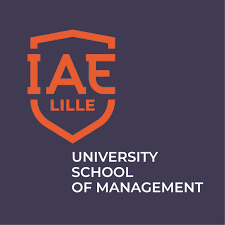 IAE
LILLE
UNIVERSITY
SCHOOL
OF MANAGEMENT